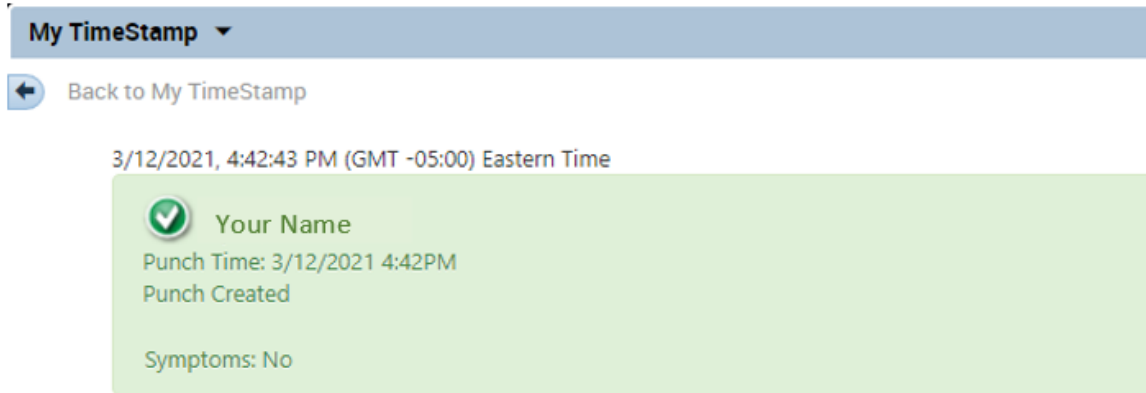 My TimeStamp
Back to My TimeStamp
3/12/2021, 4:42:43 PM (GMT -05:00) Eastern Time
Your Name
Punch Time: 3/12/2021 4:42PM
Punch Created
Symptoms: No